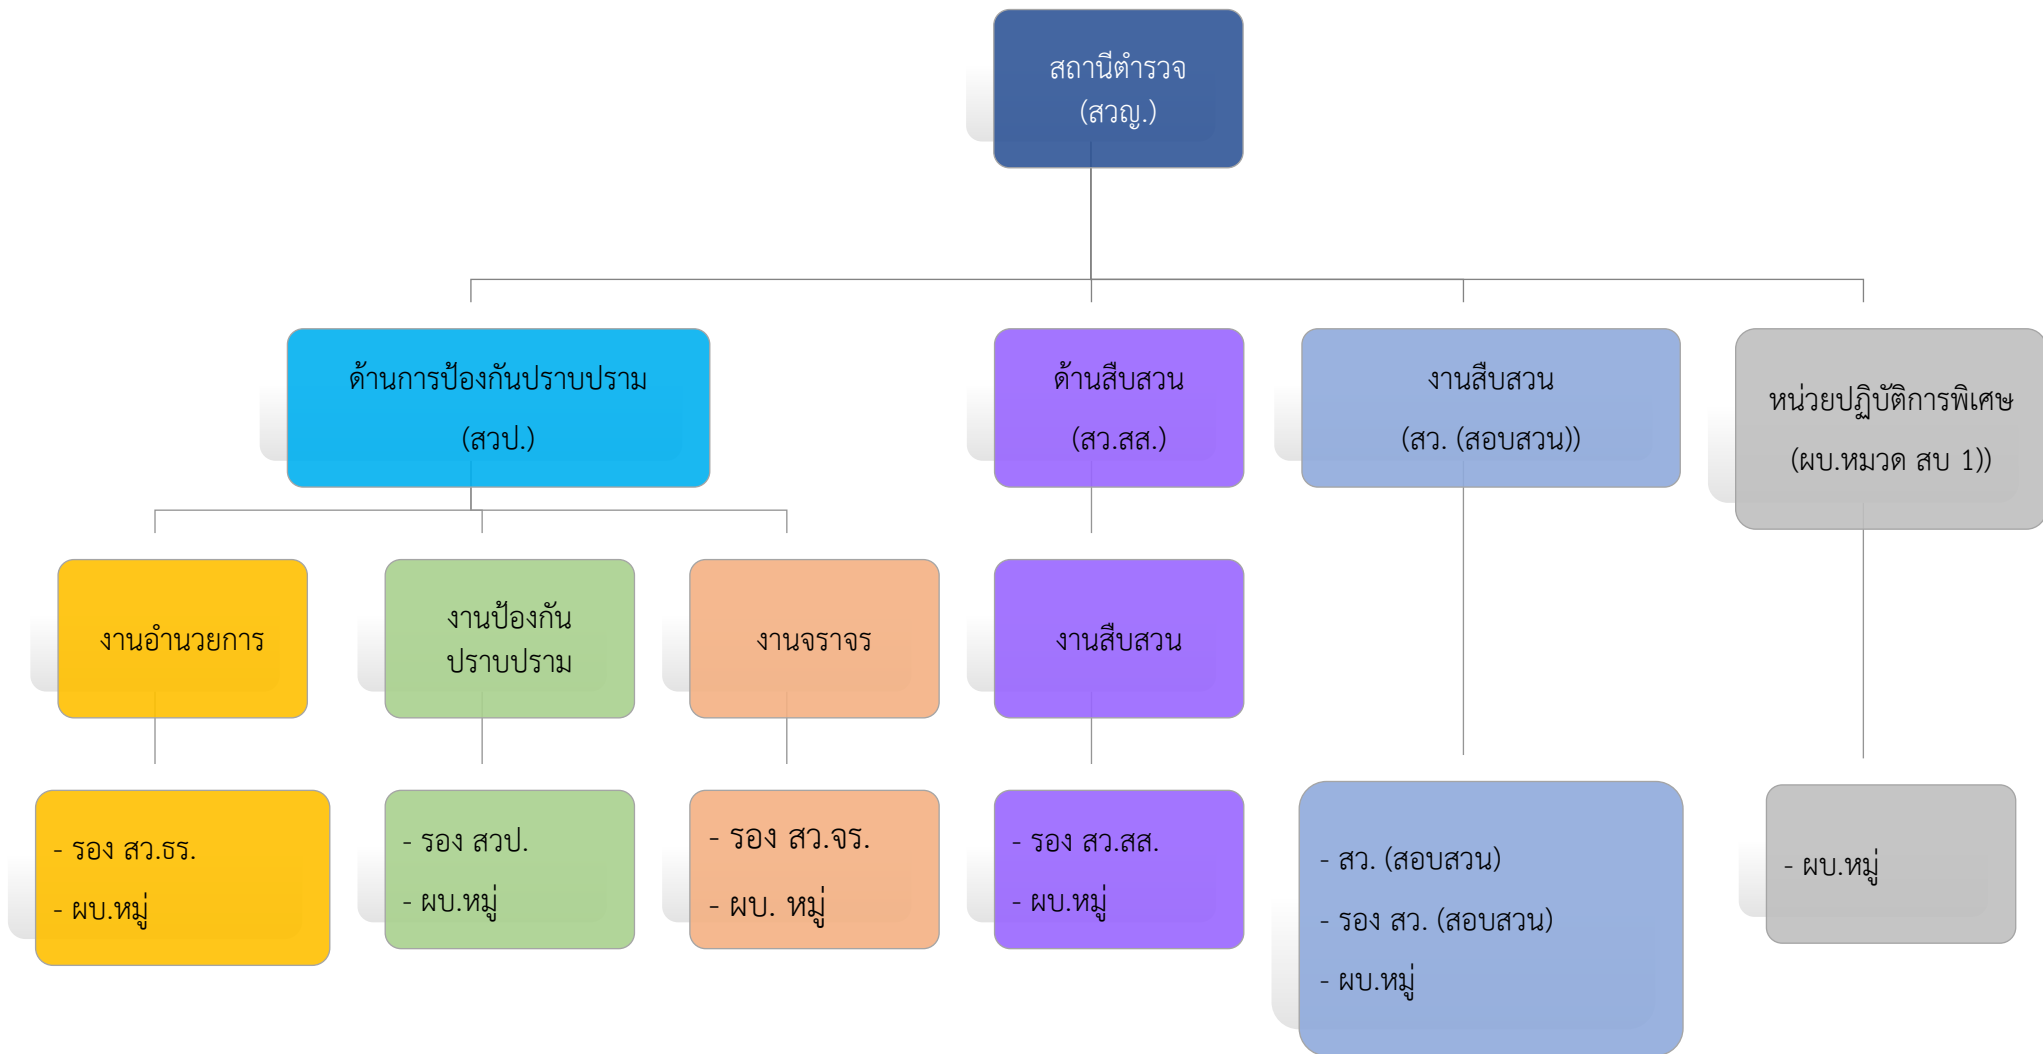 สถานีตำรวจ
(สวญ.)
ด้านการป้องกันปราบปราม
(สวป.)
ด้านสืบสวน
(สว.สส.)
งานสืบสวน
(สว. (สอบสวน))
หน่วยปฏิบัติการพิเศษ
(ผบ.หมวด สบ 1))
งานอำนวยการ
งานป้องกัน
ปราบปราม
งานจราจร
งานสืบสวน
- รอง สว.ธร.
- ผบ.หมู่
- รอง สวป.
- ผบ.หมู่
- รอง สว.จร.
- ผบ. หมู่
- รอง สว.สส.
- ผบ.หมู่
- สว. (สอบสวน)
- รอง สว. (สอบสวน)
- ผบ.หมู่
- ผบ.หมู่